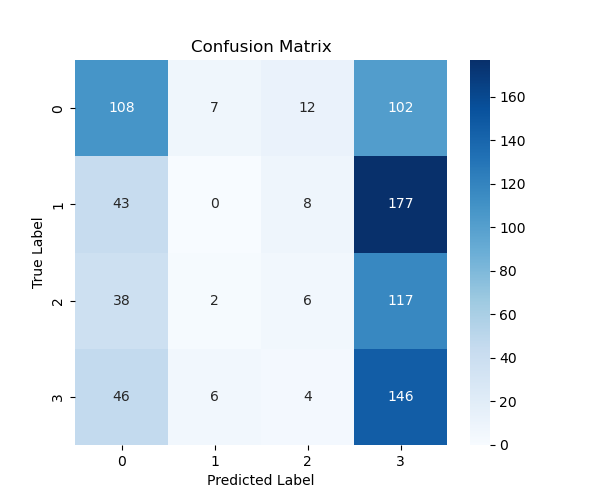 Confusion Matrix
True Label
0 108 7 12 102
1 43 0 8 177
2 38 2 6 117
3 46 6 4 146
0 1 2 3
Predicted Label
160
140
120
100
80
60
40
20
0